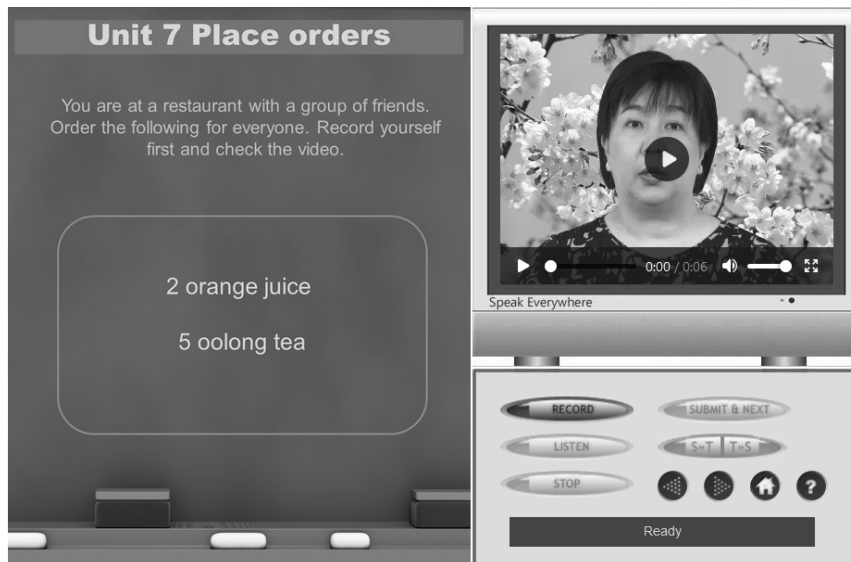 Unit 7 Place orders
You are at a restaurant with a group of friends.
Order the following for everyone. Record yourself
first and check the video.
2 orange juice
5 oolong tea
0:00 / 0:06
Speak Everywhere
RECORD
SUBMIT & NEXT
LISTEN
S»T T»S
STOP
?
Ready